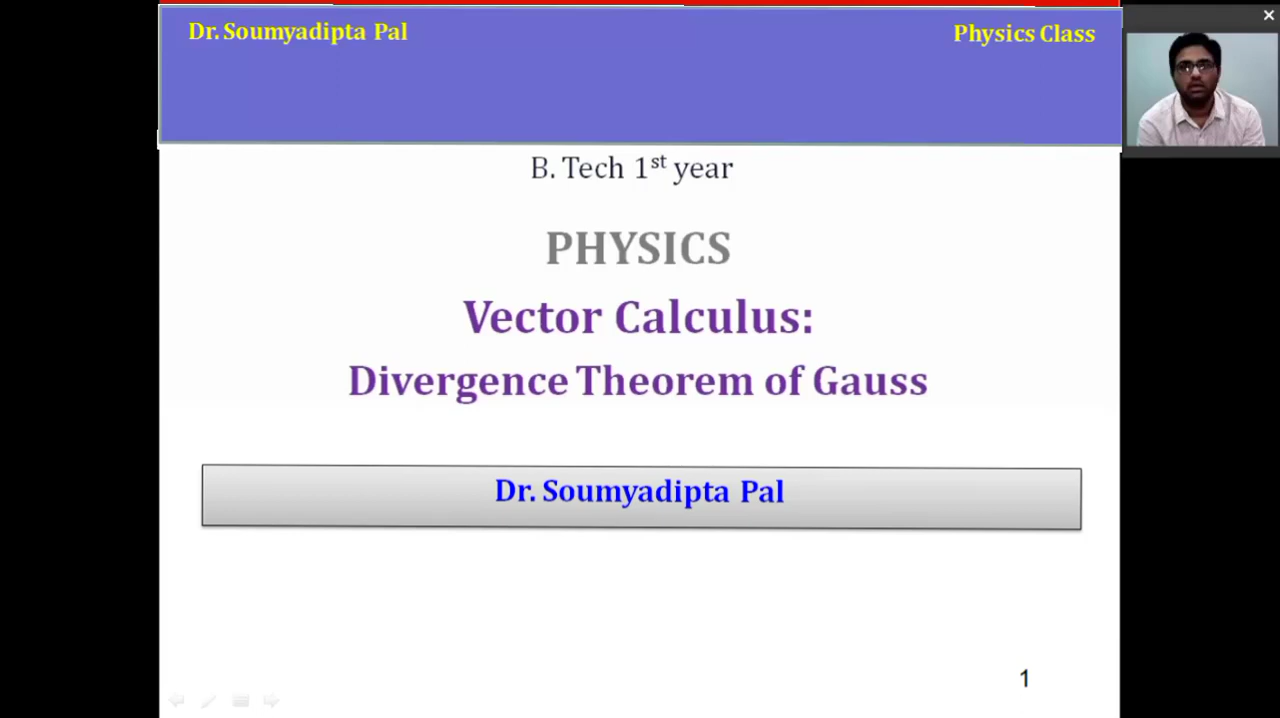 Dr. Soumyadipta Pal
Physics Class
B. Tech 1st year
PHYSICS
Vector Calculus:
Divergence Theorem of Gauss
Dr. Soumyadipta Pal
1